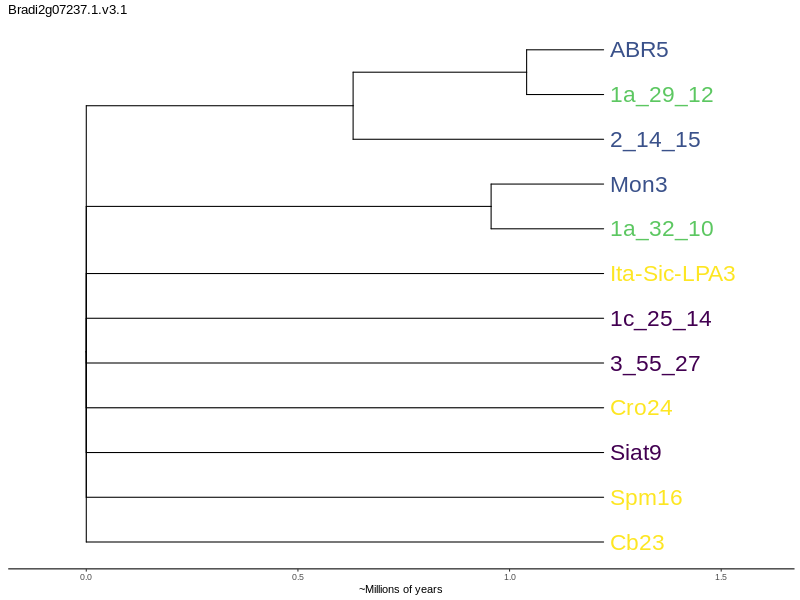 Bradi2g07237.1.v3.1
ABR5
1a_29_12
2_14_15
Mon3
1a_32_10
Ita-Sic-LPA3
1c_25_14
3_55_27
Cro24
Siat9
Spm16
Cb23
0.0 0.5 1.0 1.5
~Millions of years